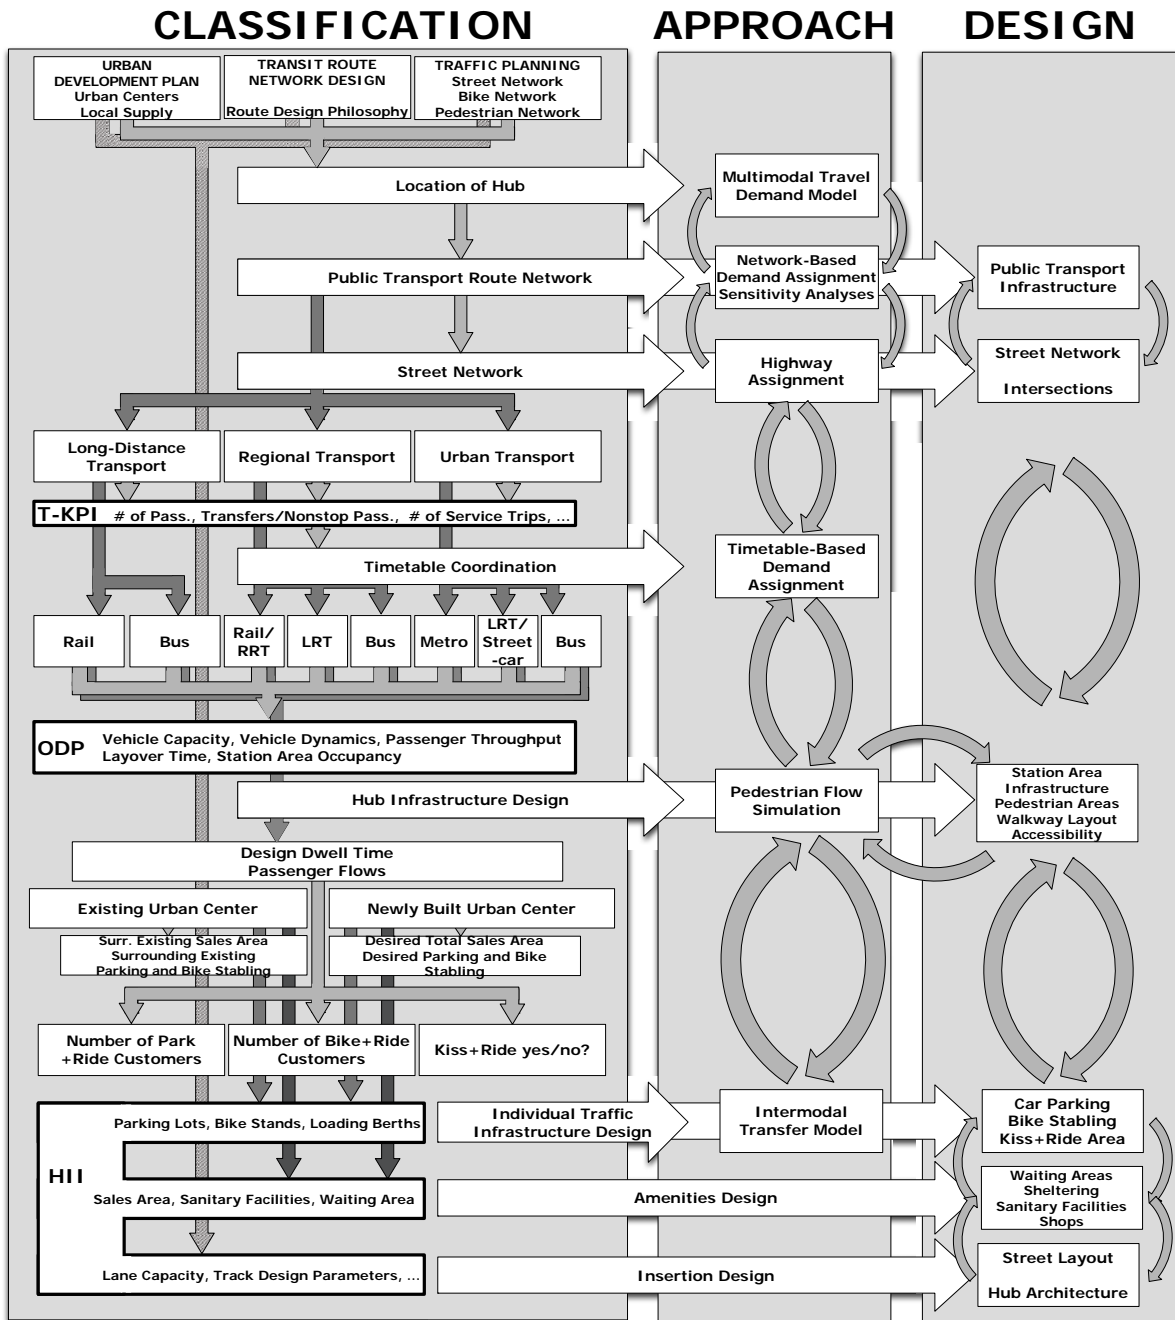 CLASSIFICATION
APPROACH
DESIGN
URBAN
DEVELOPMENT PLAN
Urban Centers
Local Supply
TRANSIT ROUTE
NETWORK DESIGN
Route Design Philosophy
TRAFFIC PLANNING
Street Network
Bike Network
Pedestrian Network
Location of Hub
Multimodal Travel
Demand Model
Public Transport Route Network
Network-Based
Demand Assignment
Sensitivity Analyses
Public Transport
Infrastructure
Street Network
Highway
Assignment
Street Network
Intersections
Long-Distance
Transport
Regional Transport
Urban Transport
T-KPI # of Pass., Transfers/Nonstop Pass., # of Service Trips, ...
Timetable Coordination
Timetable-Based
Demand
Assignment
Rail
Bus
Rail/
RRT
LRT
Bus
Metro
LRT/
Street
-car
Bus
ODP
Vehicle Capacity, Vehicle Dynamics, Passenger Throughput
Layover Time, Station Area Occupancy
Hub Infrastructure Design
Pedestrian Flow
Simulation
Station Area
Infrastructure
Pedestrian Areas
Walkway Layout
Accessibility
Design Dwell Time
Passenger Flows
Existing Urban Center
Newly Built Urban Center
Surr. Existing Sales Area
Surrounding Existing
Parking and Bike Stabling
Desired Total Sales Area
Desired Parking and Bike
Stabling
Number of Park
+Ride Customers
Number of Bike+Ride
Customers
Kiss+Ride yes/no?
HII
Parking Lots, Bike Stands, Loading Berths
Individual Traffic
Infrastructure Design
Intermodal
Transfer Model
Car Parking
Bike Stabling
Kiss+Ride Area
Sales Area, Sanitary Facilities, Waiting Area
Amenities Design
Waiting Areas
Sheltering
Sanitary Facilities
Shops
Lane Capacity, Track Design Parameters, ...
Insertion Design
Street Layout
Hub Architecture